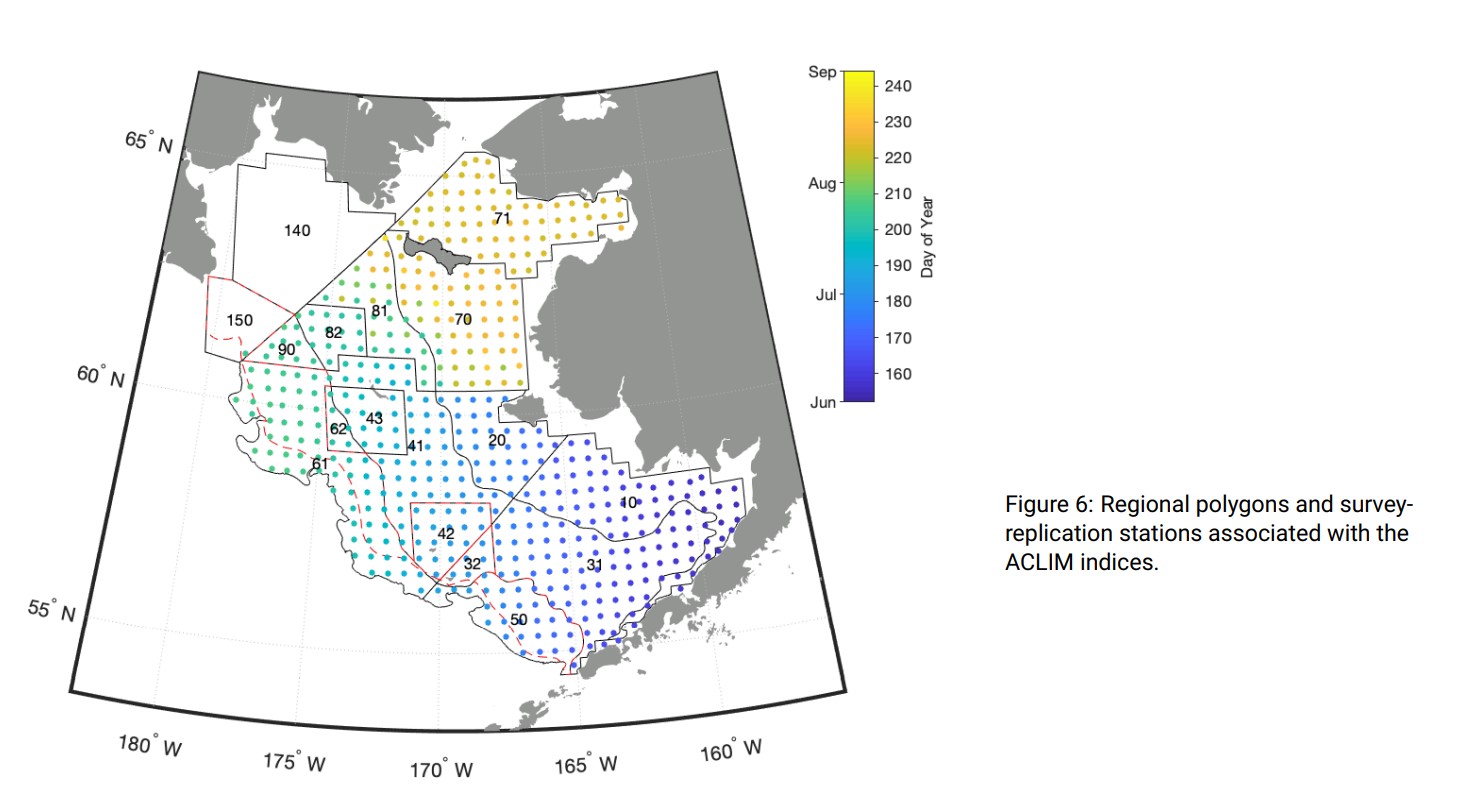 Sep
240
230
220
Aug
210
200
190
Jul
180
170
160
Jun
Day of Year
65° N
60° N
55° N
180° W
175° W
170° W
165° W
160° W
71
140
81
150
70
82
90
43
62
41
20
61
10
42
32
31
50
Figure 6: Regional polygons and survey-
replication stations associated with the
ACLIM indices.